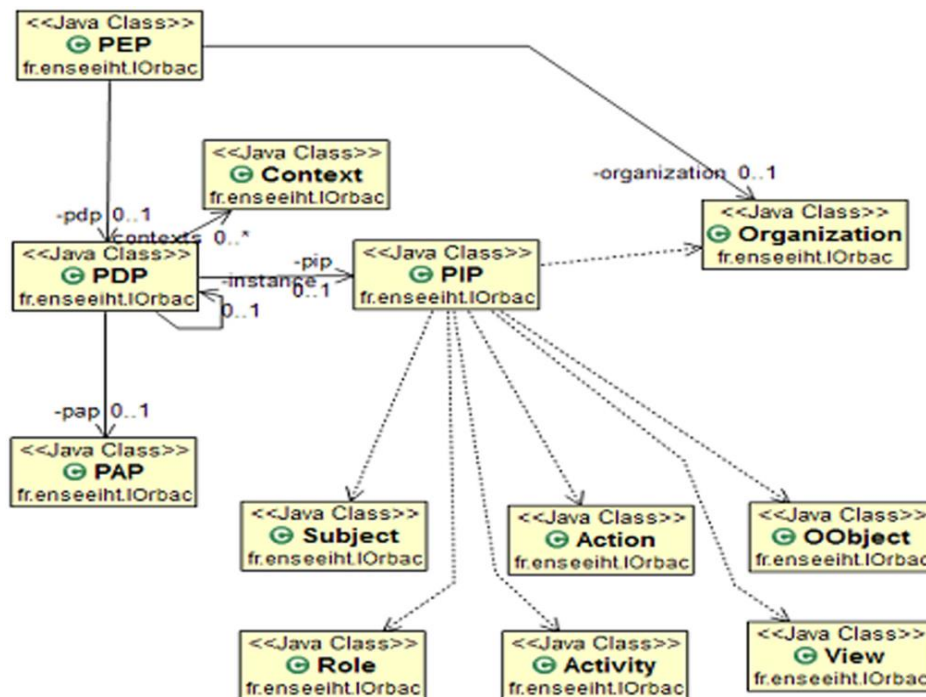 <<Java Class>>
PEP
fr.enseeiht.IOrbac
<<Java Class>>
Context
fr.enseeiht.IOrbac
-organization 0..1
-pdp 0..1
contexts 0..*
<<Java Class>>
Organization
fr.enseeiht.IOrbac
<<Java Class>>
PDP
fr.enseeiht.IOrbac
-pip
0..1
-instance
0..1
<<Java Class>>
PIP
fr.enseeiht.IOrbac
-pap 0..1
<<Java Class>>
PAP
fr.enseeiht.IOrbac
<<Java Class>>
Subject
fr.enseeiht.IOrbac
<<Java Class>>
Action
fr.enseeiht.IOrbac
<<Java Class>>
OObject
fr.enseeiht.IOrbac
<<Java Class>>
Role
fr.enseeiht.IOrbac
<<Java Class>>
Activity
fr.enseeiht.IOrbac
<<Java Class>>
View
fr.enseeiht.IOrbac